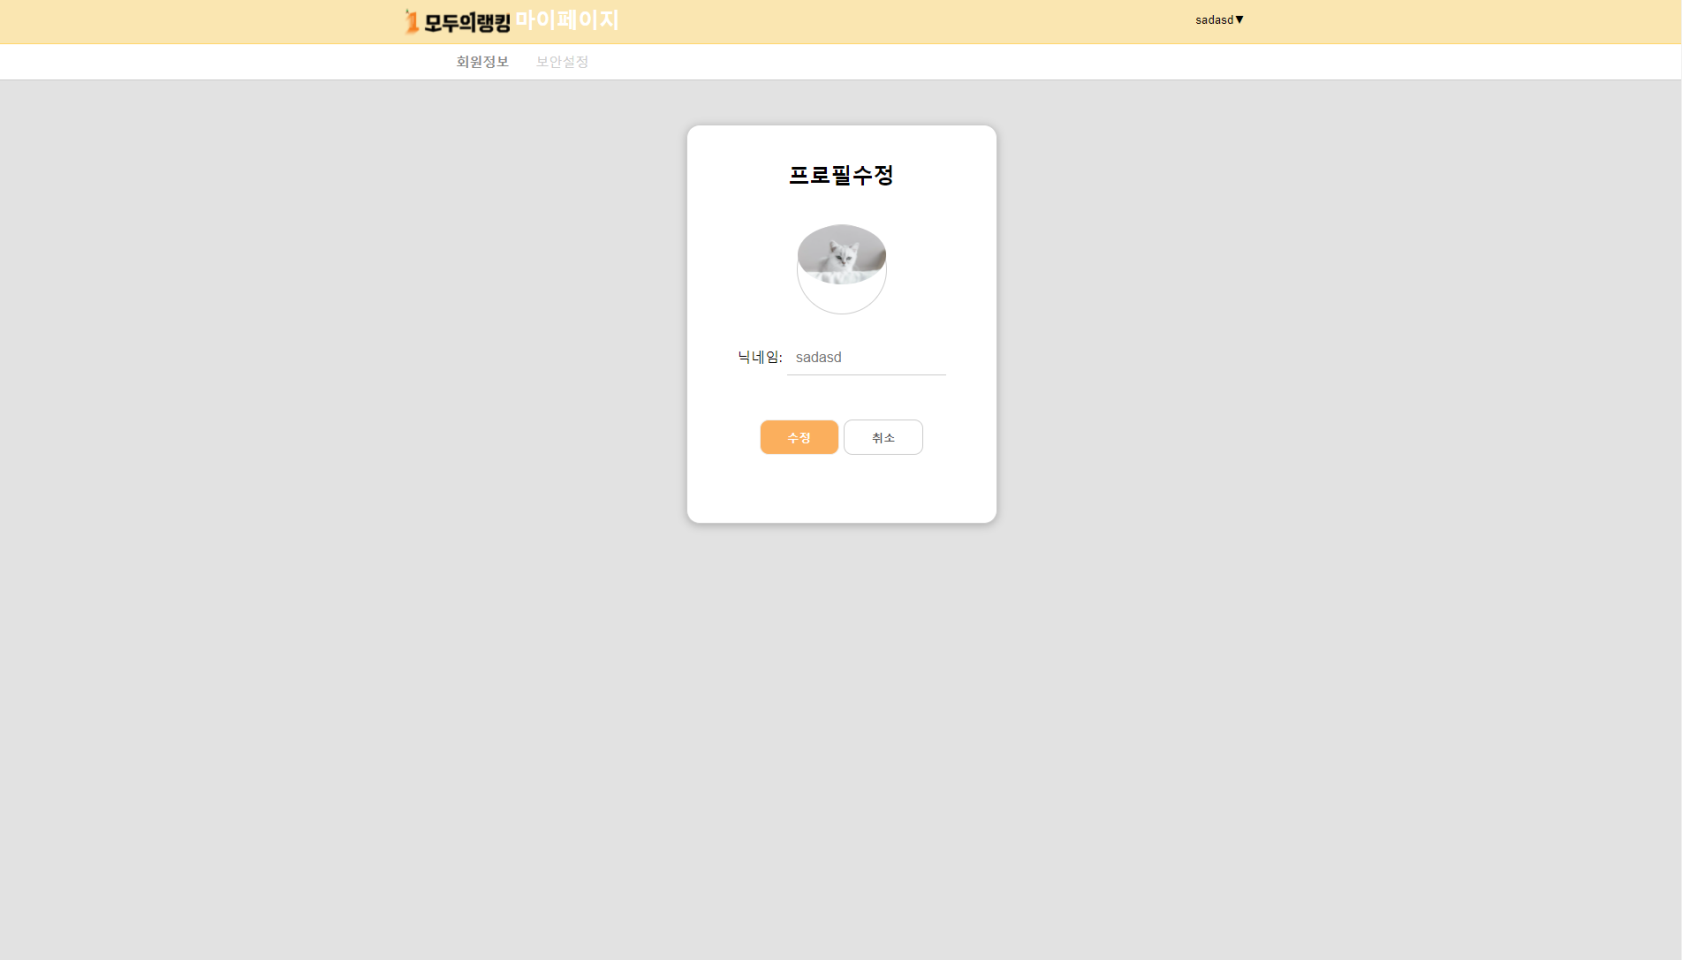 1 모두의랭킹 마이페이지
sadasd▼
회원정보 보안설정
프로필수정
닉네임: sadasd
수정 취소